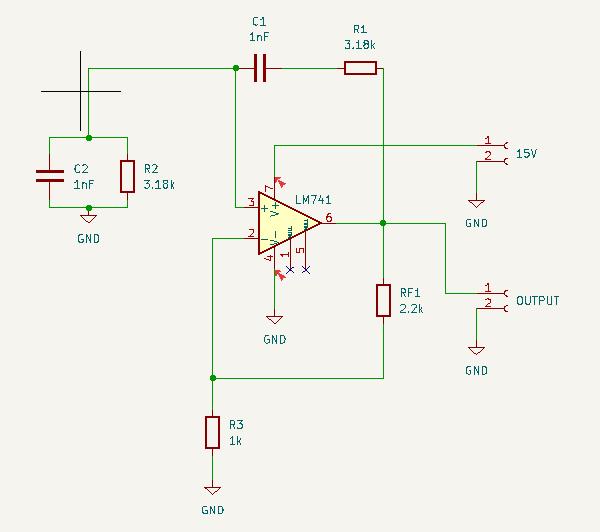 C1
1nF
R1
3.18k
C2
1nF
R2
3.18k
GND
1
2
15V
GND
7
LM741
3
+
V+
6
2
-
V-
4
1
5
GND
RF1
2.2k
1
2
OUTPUT
GND
R3
1k
GND